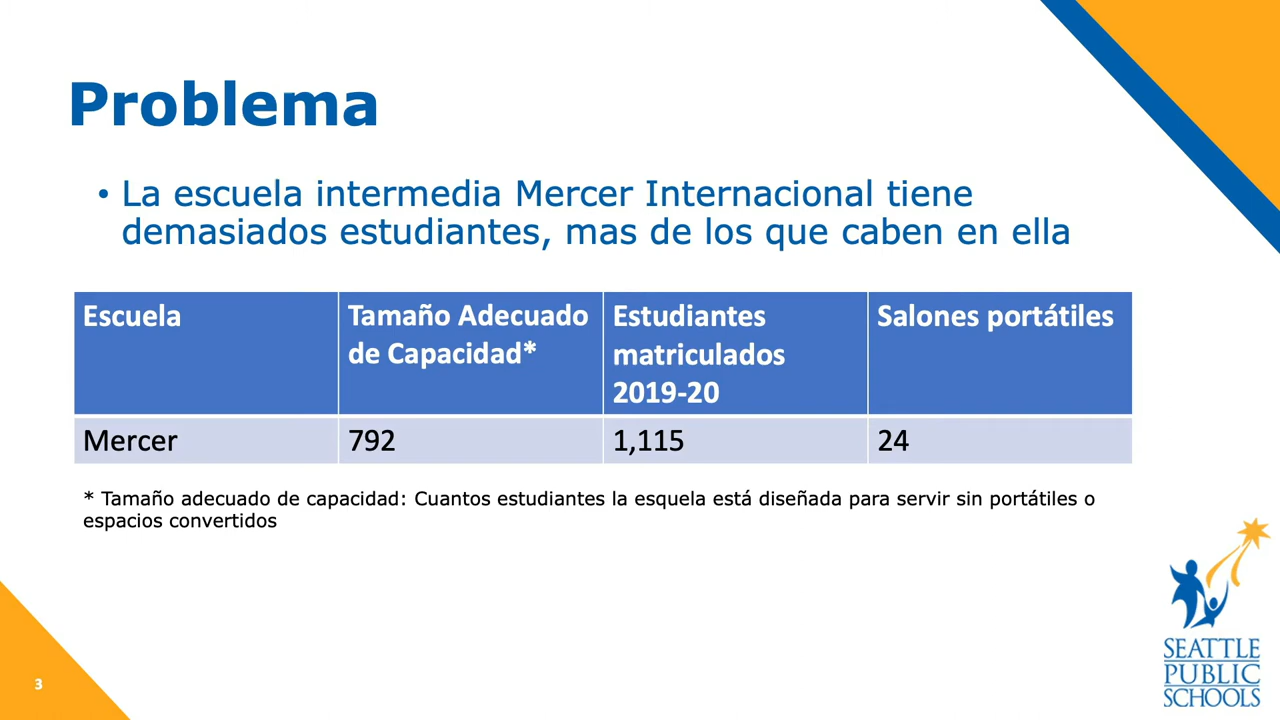 Problema
• La escuela intermedia Mercer Internacional tiene
demasiados estudiantes, mas de los que caben en ella
Escuela
Tamaño Adecuado
de Capacidad*
Estudiantes
matriculados
2019-20
Salones portátiles
Mercer
792
1,115
24
* Tamaño adecuado de capacidad: Cuantos estudiantes la esquela está diseñada para servir sin portátiles o
espacios convertidos
3
SEATTLE
PUBLIC
SCHOOLS